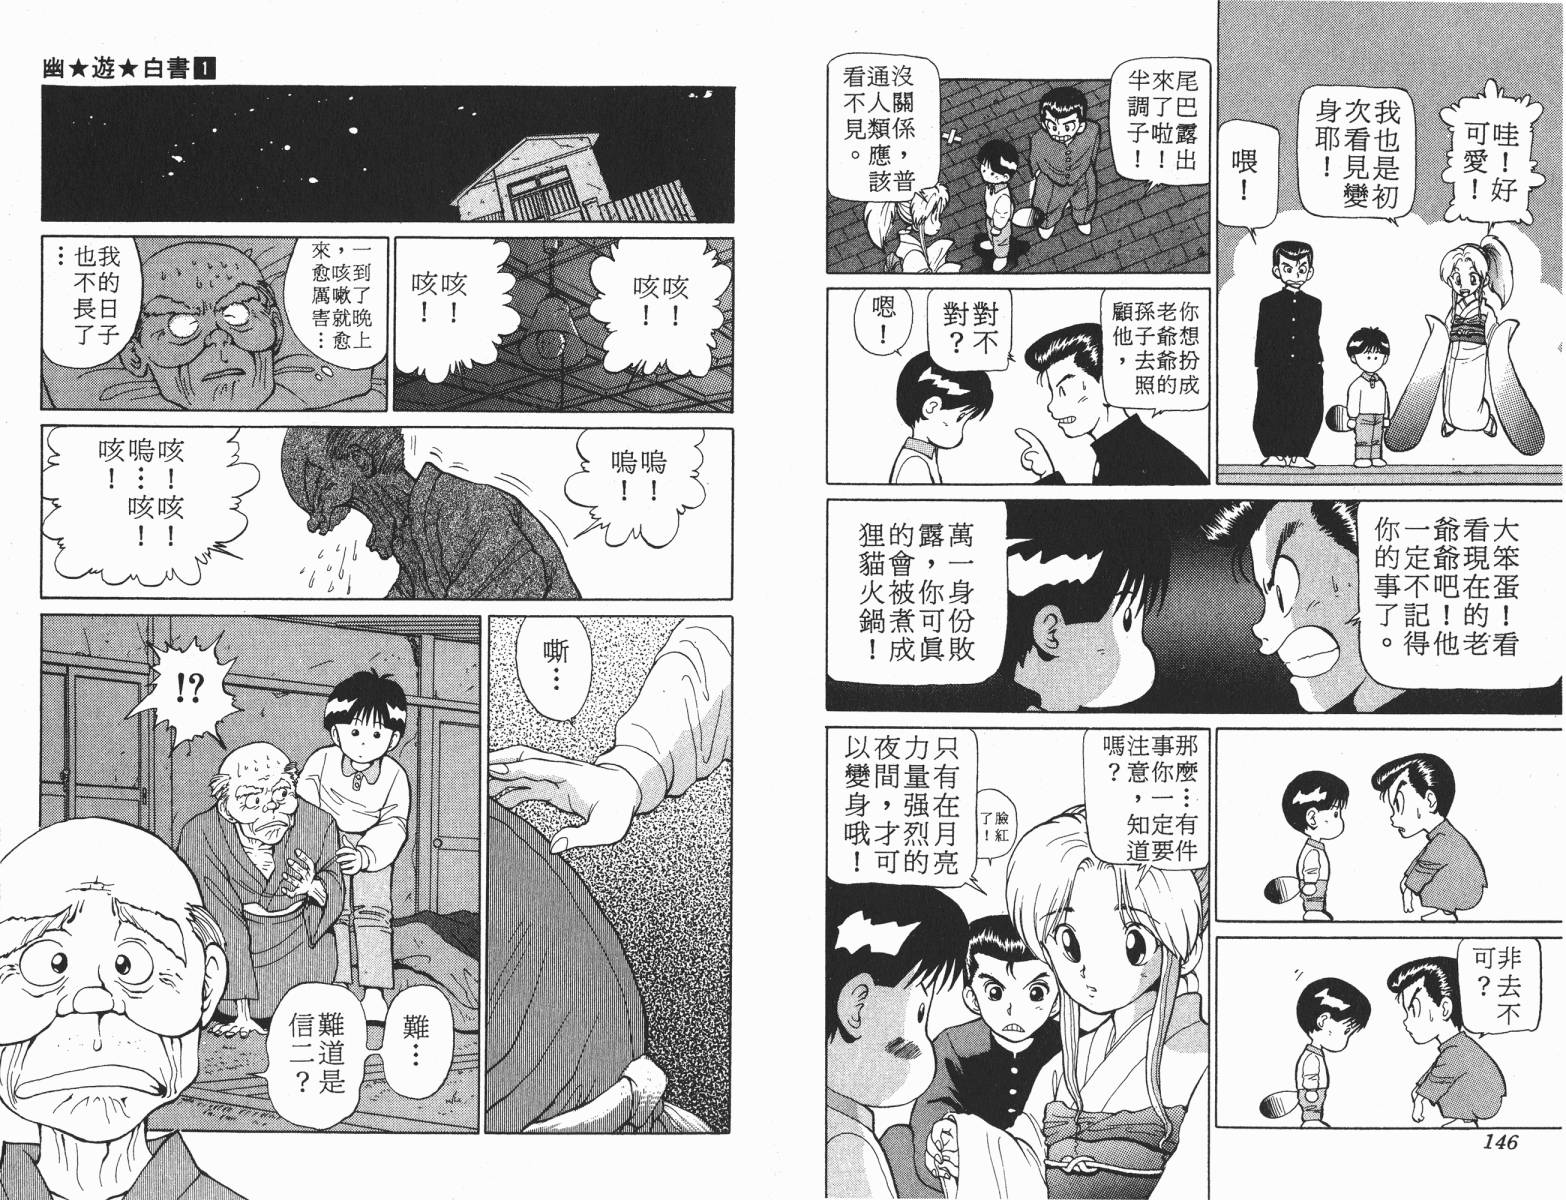 哇！好
可愛！
我也是初
次看見變
身耶！
喂！
尾巴露出
來了啦！
半調子！
沒關係，普
通人類應該
看不見。
你想扮成
老爺爺的
孫子去照
顧他，
對不
對？
嗯！
大笨蛋！看
看現在的老
爺爺吧！他
一定不記得
你的事了。
萬一身份敗
露，你可真
的會被煮成
狸貓火鍋！
非去不
可？
那麼…有件
事你一定要
注意，知道
嗎？
臉紅
了！
只有在月亮
力量强烈的
夜間，才可
以變身哦！
146
幽★遊★白書1
咳咳
！！
咳咳
！！
一到了晚上
，咳嗽就愈
來愈厲害…
我的日子
也不長了
…
嗚嗚
！！
咳！咳！
嗚…咳！
咳！
嘶…
!?
難…
難道是
信二？